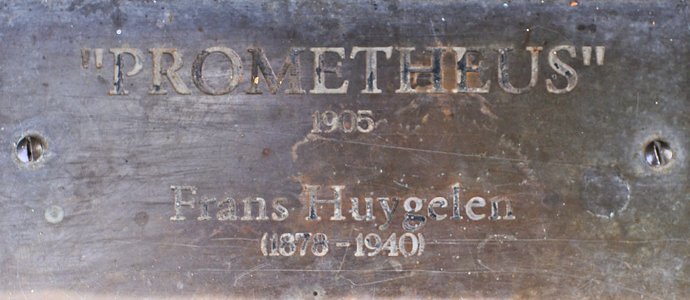 "PROMETHEUS"
1905
Frans Huygelen
(1878-1940)